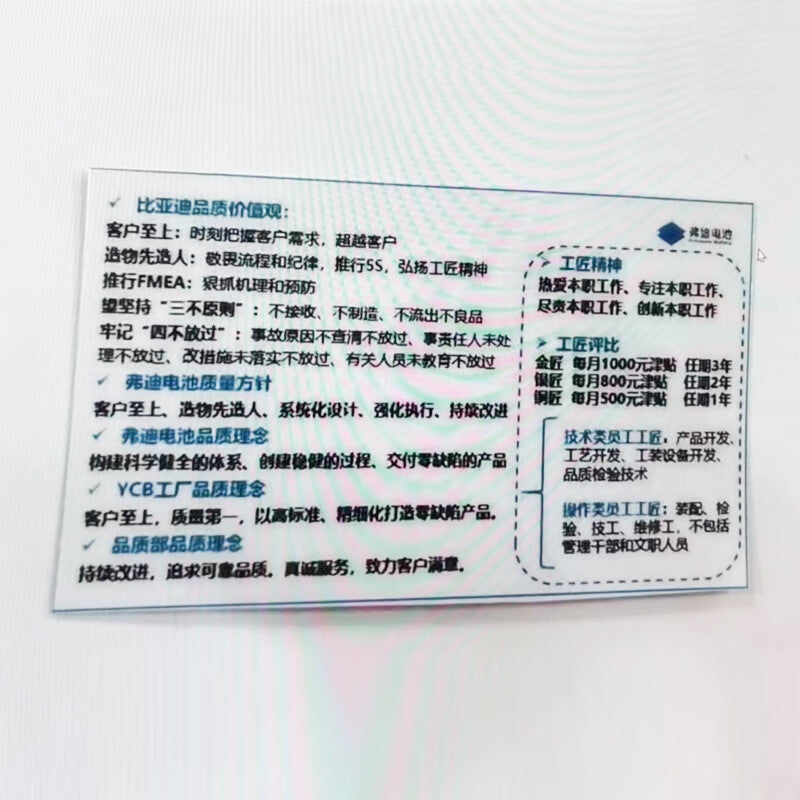 比亚迪品质价值观：
客户至上：时刻把握客户需求，超越客户
造物先造人：敬畏流程和纪律，推行5S，弘扬工匠精神
推行FMEA：狠抓机理和预防
望坚持“三不原则”：不接收、不制造、不流出不良品
牢记“四不放过”：事故原因不查清不放过、事责任人未处
理不放过、改措施未落实不放过、有关人员未教育不放过
弗迪电池质量方针
客户至上、造物先造人、系统化设计、强化执行、持续改进
弗迪电池品质理念
构建科学健全的体系、创建稳健的过程、交付零缺陷的产品
YCB工厂品质理念
客户至上，质量第一，以高标准、精细化打造零缺陷产品。
品质部品质理念
持续改进，追求可靠品质。真诚服务，致力客户满意。
弗迪电池
工匠精神
热爱本职工作、专注本职工作、
尽责本职工作、创新本职工作
工匠评比
金匠 每月1000元津贴 任期3年
银匠 每月800元津贴 任期2年
铜匠 每月500元津贴 任期1年
技术类员工工匠：产品开发、
工艺开发、工装设备开发、
品质检验技术
操作类员工工匠：装配、检
验、技工、维修工，不包括
管理干部和文职人员